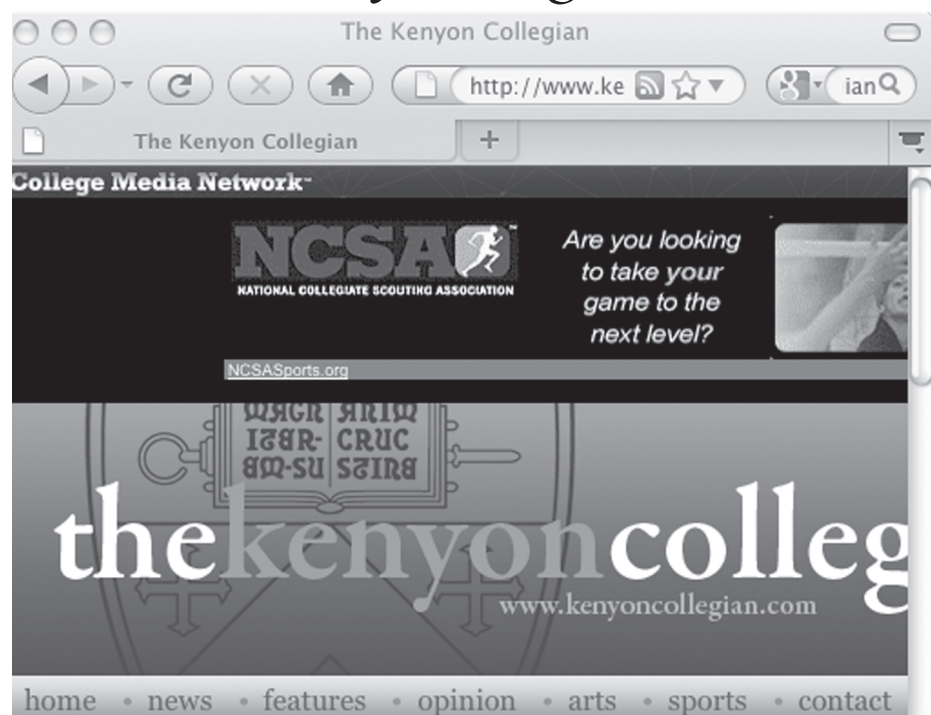 The Kenyon Collegian
http://www.ke
ian
The Kenyon Collegian
College Media Network
NCSA
NATIONAL COLLEGIATE SCOUTING ASSOCIATION
Are you looking
to take your
game to the
next level?
NCSASports.org
CRUC
thekenyoncolleg
www.kenyoncollegian.com
home • news • features • opinion • arts • sports • contact